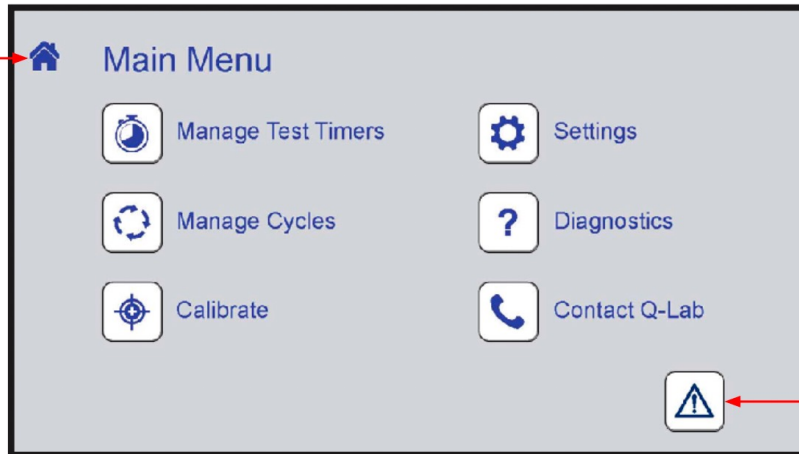 Main Menu
Manage Test Timers
Settings
Manage Cycles
? Diagnostics
Calibrate
Contact Q-Lab